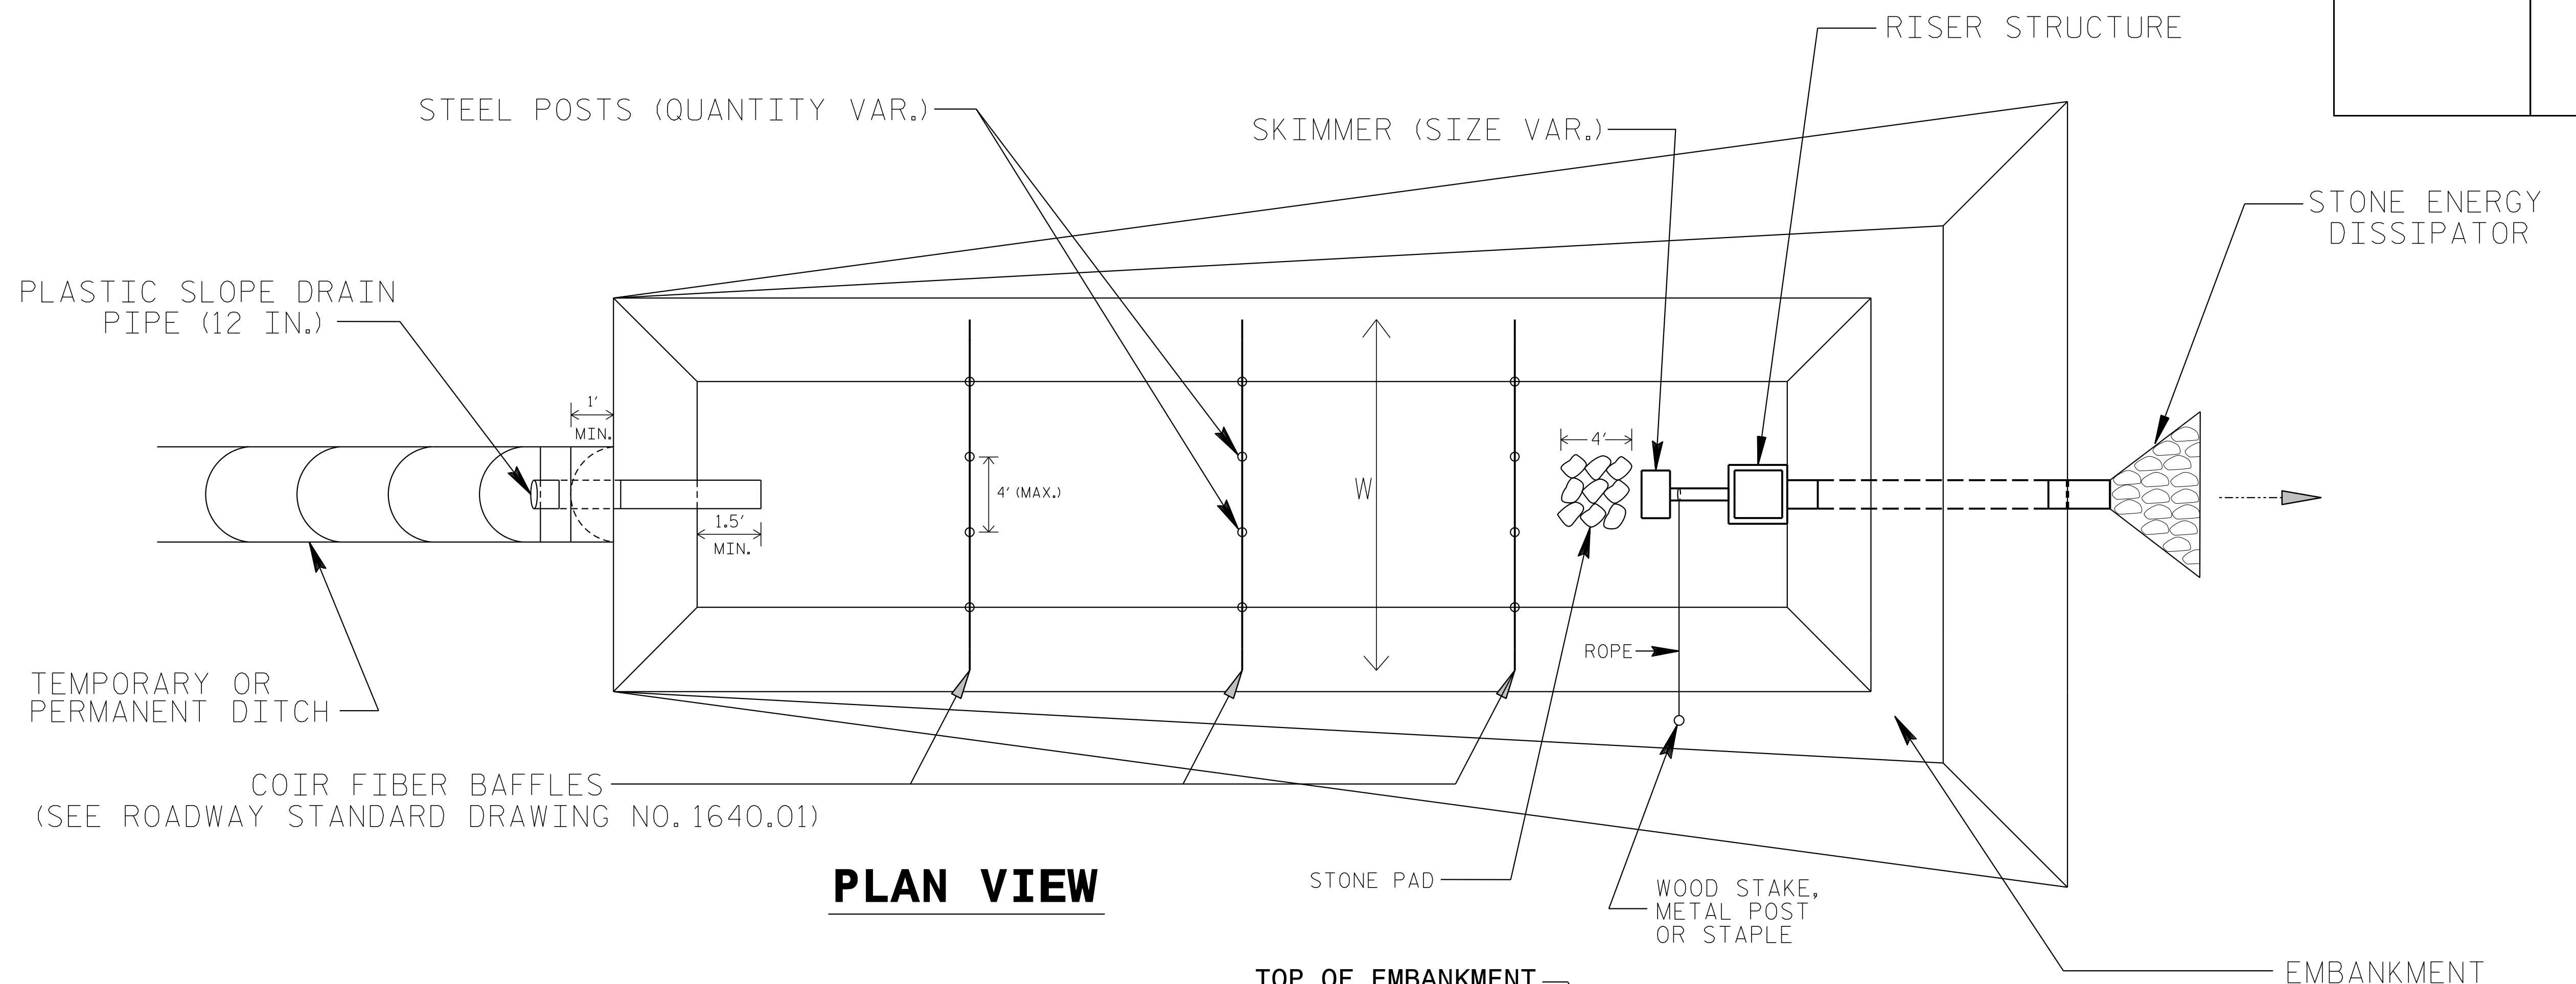 RISER STRUCTURE
STEEL POSTS (QUANTITY VAR.)
SKIMMER (SIZE VAR.)
STONE ENERGY
DISSIPATOR
PLASTIC SLOPE DRAIN
PIPE (12 IN.)
1'
MIN.
4'
4' (MAX.)
W
1.5'
MIN.
ROPE
TEMPORARY OR
PERMANENT DITCH
COIR FIBER BAFFLES
(SEE ROADWAY STANDARD DRAWING NO. 1640.01)
PLAN VIEW
STONE PAD
WOOD STAKE,
METAL POST
OR STAPLE
EMBANKMENT
TOP OF EMBANKMENT